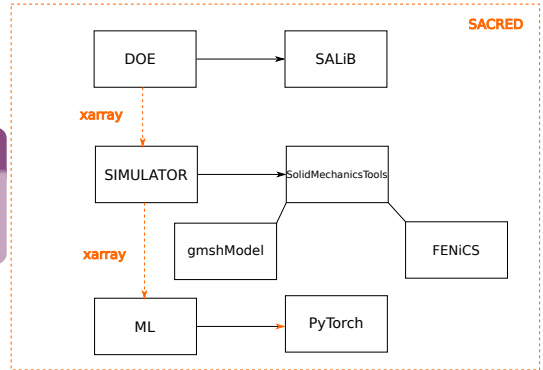 SACRED
DOE
SALiB
xarray
SIMULATOR
SolidMechanicsTools
gmshModel
FENiCS
xarray
ML
PyTorch